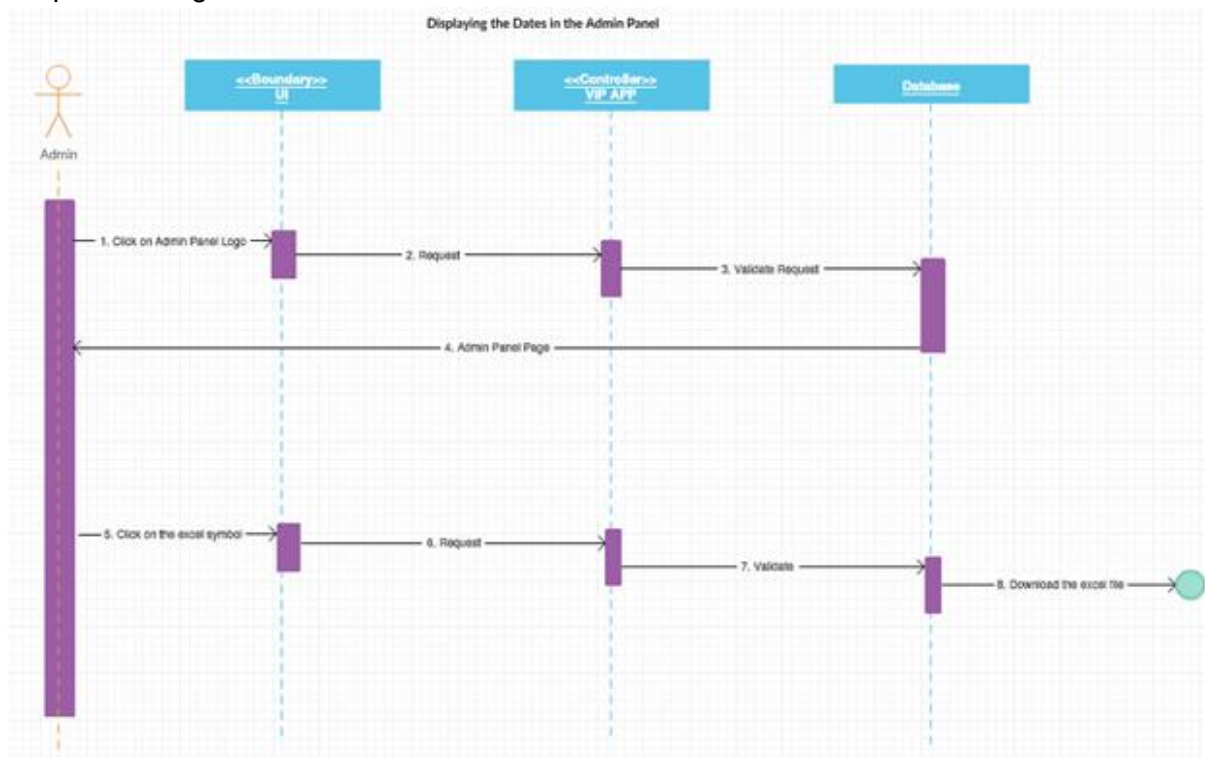 Displaying the Dates in the Admin Panel
<<Boundary>>
UI
<<Controller>>
VIP APP
Database
Admin
1. Click on Admin Panel Logo
2. Request
3. Validate Request
4. Admin Panel Page
5. Click on the excel symbol
6. Request
7. Validate
8. Download the excel file